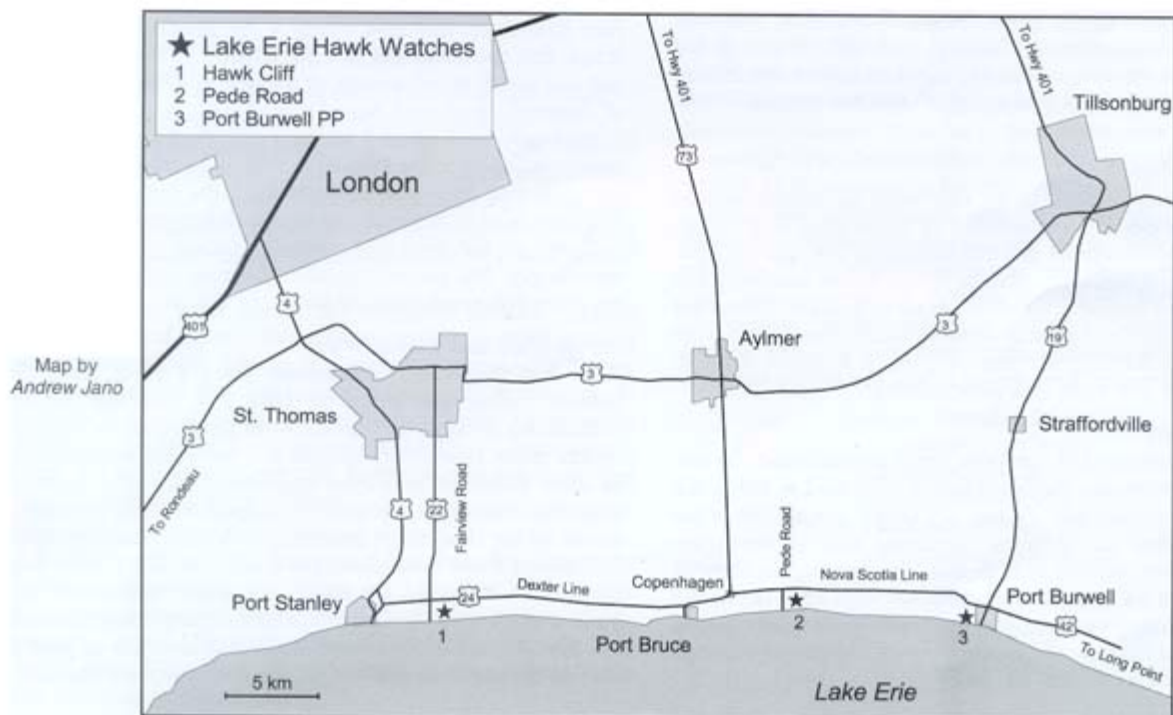 ★ Lake Erie Hawk Watches
1 Hawk Cliff
2 Pede Road
3 Port Burwell PP
To Hwy 401
To Hwy 401
Tillsonburg
73
London
4
401
3
19
Aylmer
Map by
Andrew Jano
3
St. Thomas
Straffordville
3
To Rondeau
4
22
Fairview Road
Pede Road
Copenhagen
Nova Scotia Line
Dexter Line
24
Port Stanley
Port Burwell
1
2
3
42
Port Bruce
To Long Point
5 km
Lake Erie